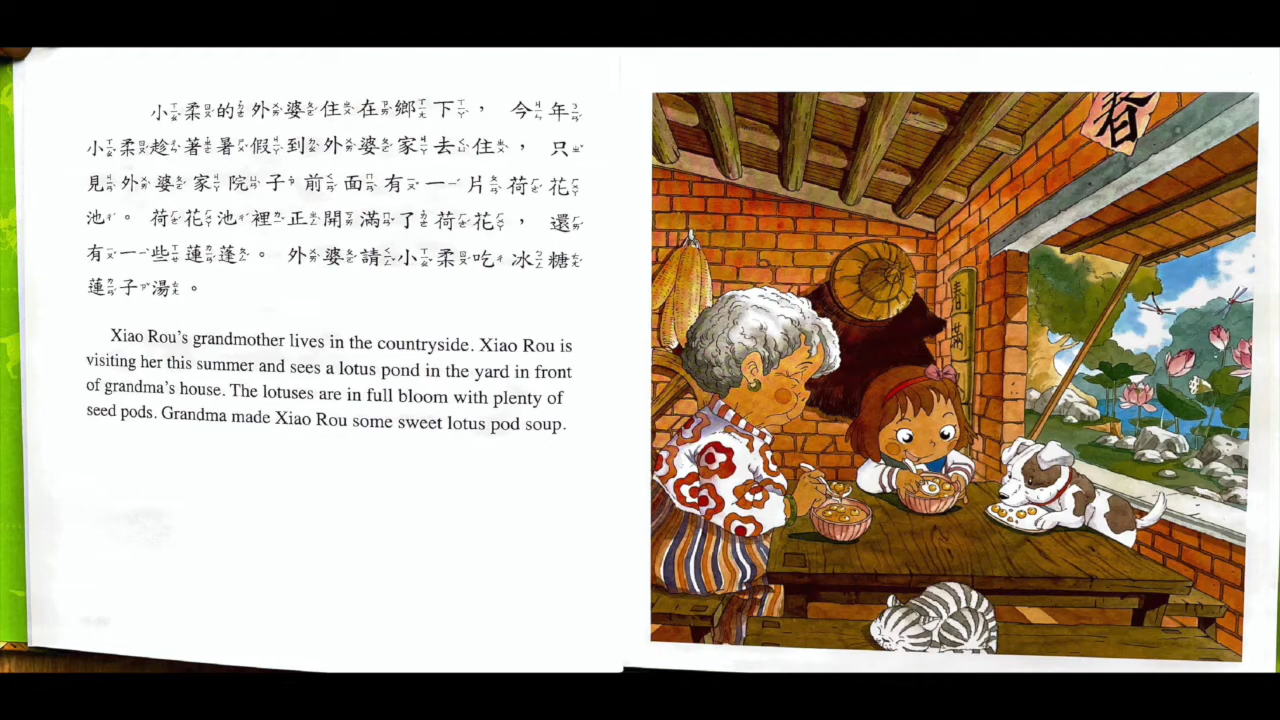 小柔的外婆住在鄉下，今年
小柔趁著暑假到外婆家去住，只
見外婆家院子前面有一片荷花
池。荷花池裡正開滿了荷花，還
有一些蓮蓬。外婆請小柔吃冰糖
蓮子湯。
Xiao Rou's grandmother lives in the countryside. Xiao Rou is
visiting her this summer and sees a lotus pond in the yard in front
of grandma's house. The lotuses are in full bloom with plenty of
seed pods. Grandma made Xiao Rou some sweet lotus pod soup.
春
春滿